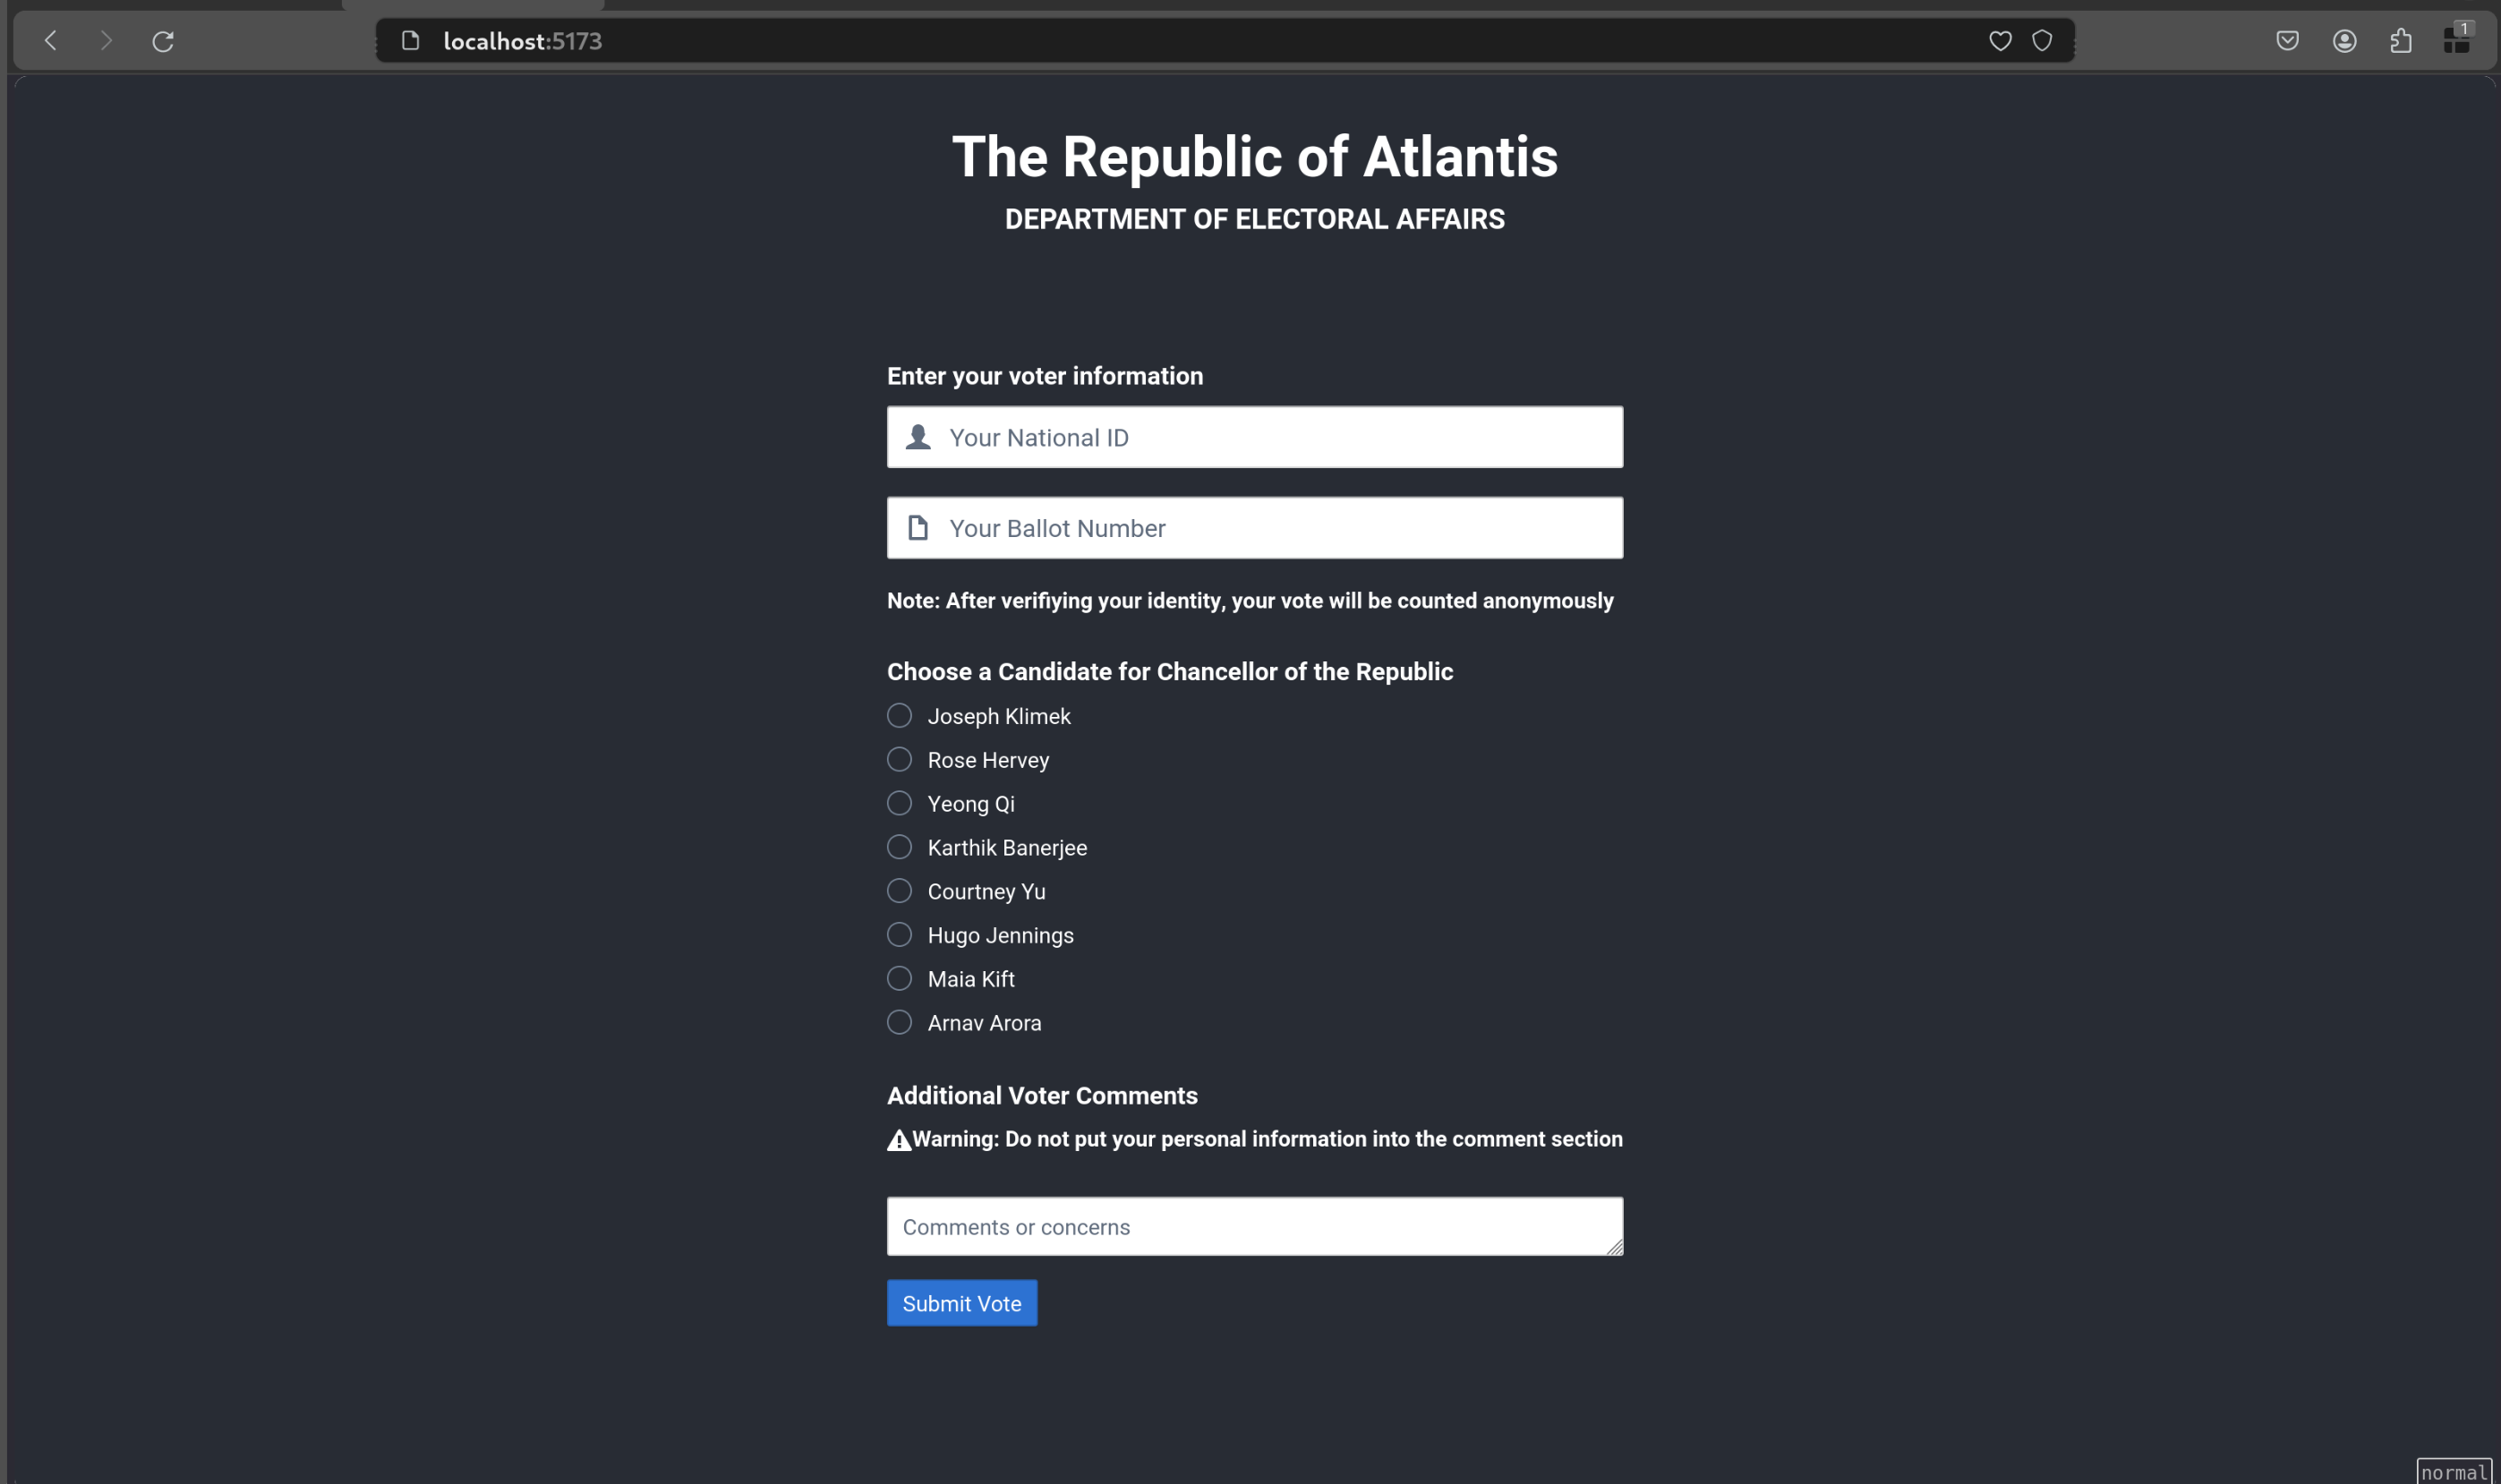 localhost:5173
1
The Republic of Atlantis
DEPARTMENT OF ELECTORAL AFFAIRS
Enter your voter information
Your National ID
Your Ballot Number
Note: After verifiying your identity, your vote will be counted anonymously
Choose a Candidate for Chancellor of the Republic
Joseph Klimek
Rose Hervey
Yeong Qi
Karthik Banerjee
Courtney Yu
Hugo Jennings
Maia Kift
Arnav Arora
Additional Voter Comments
Warning: Do not put your personal information into the comment section
Comments or concerns
Submit Vote
normal